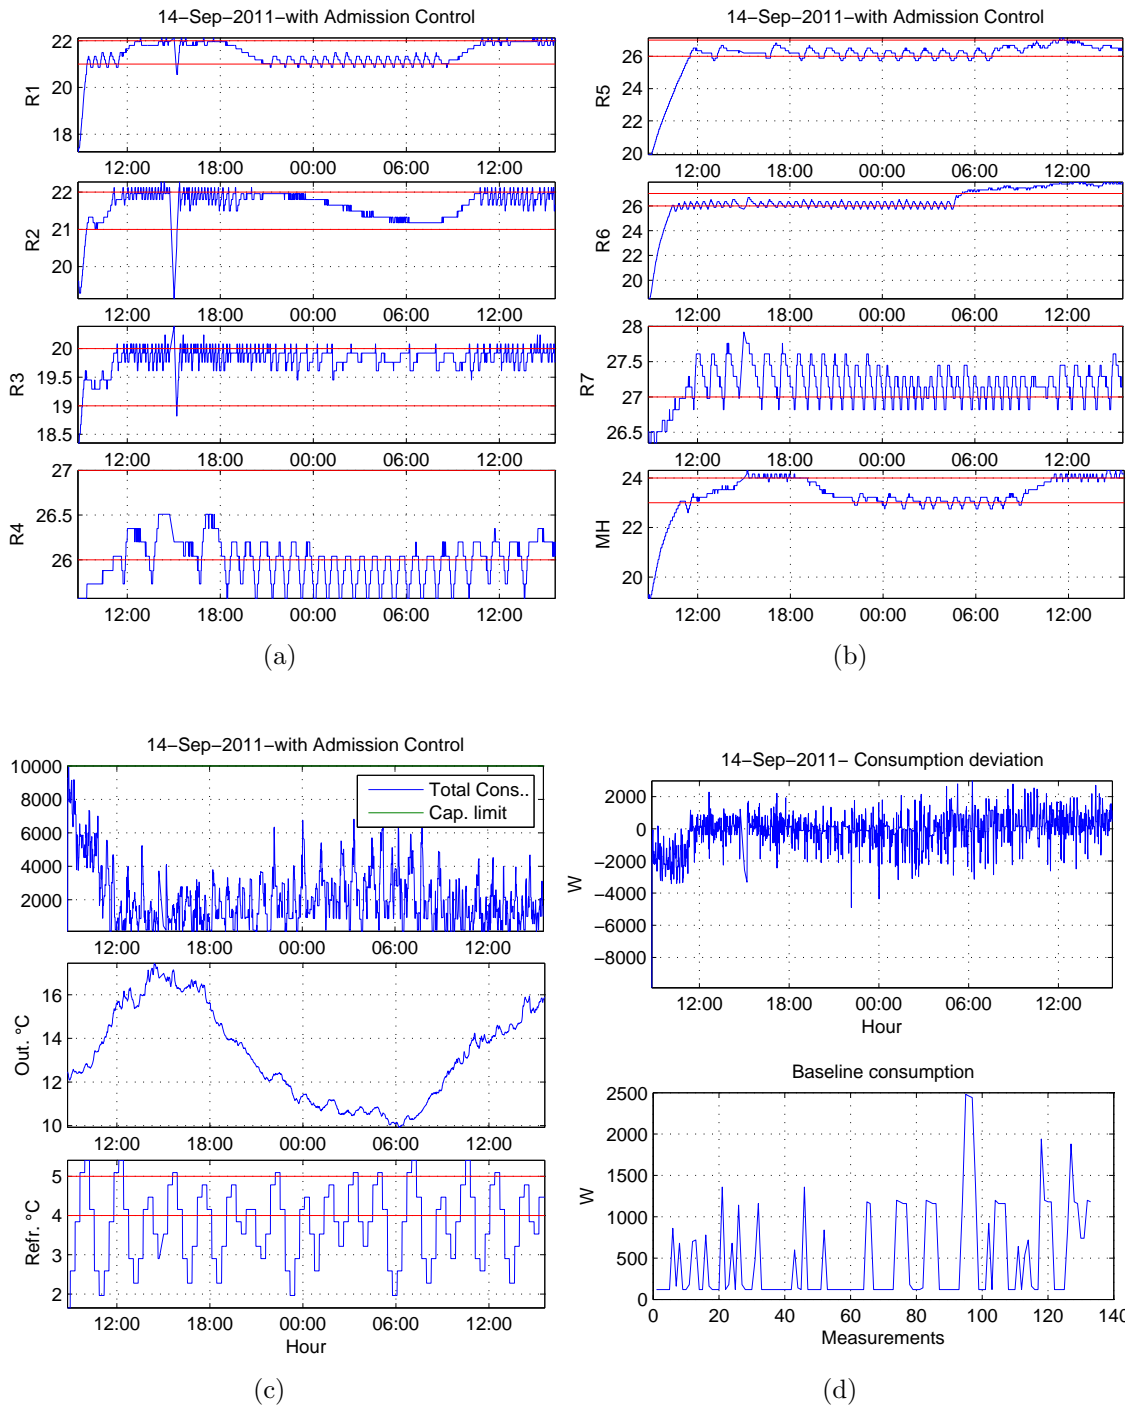 14-Sep-2011-with Admission Control
22
20
18
R1
12:00 18:00 00:00 06:00 12:00
22
21
20
R2
12:00 18:00 00:00 06:00 12:00
20
19.5
19
18.5
R3
12:00 18:00 00:00 06:00 12:00
27
26.5
26
R4
12:00 18:00 00:00 06:00 12:00
(a)
14-Sep-2011-with Admission Control
26
24
22
20
R5
12:00 18:00 00:00 06:00 12:00
26
24
22
20
R6
12:00 18:00 00:00 06:00 12:00
28
27.5
27
26.5
R7
12:00 18:00 00:00 06:00 12:00
24
22
20
MH
12:00 18:00 00:00 06:00 12:00
(b)
14-Sep-2011-with Admission Control
10000
8000
6000
4000
2000
Total Cons..
Cap. limit
12:00 18:00 00:00 06:00 12:00
16
14
12
10
Out. °C
12:00 18:00 00:00 06:00 12:00
5
4
3
2
Refr. °C
12:00 18:00 00:00 06:00 12:00
Hour
(c)
14-Sep-2011- Consumption deviation
2000
0
-2000
-4000
-6000
-8000
W
12:00 18:00 00:00 06:00 12:00
Hour
Baseline consumption
2500
2000
1500
1000
500
0
W
0 20 40 60 80 100 120 140
Measurements
(d)